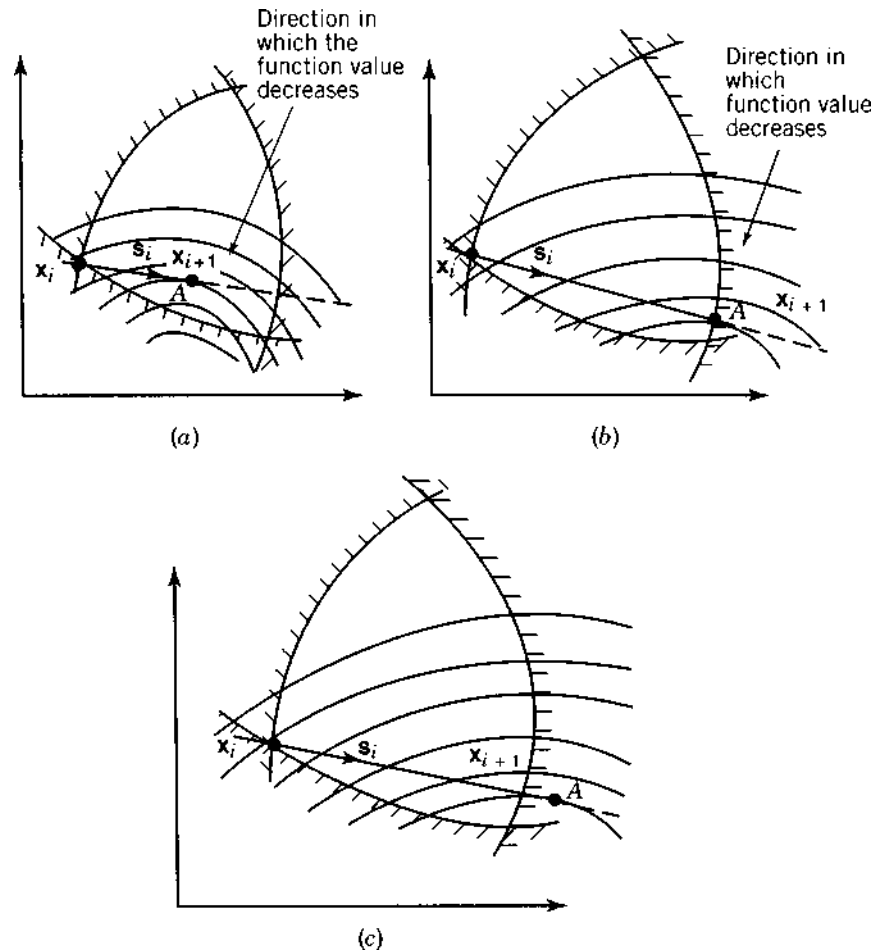 Direction in
which the
function value
decreases
x_i
s_i
x_{i+1}
A
(a)
Direction in
which
function value
decreases
x_i
s_i
x_{i+1}
A
(b)
x_i
s_i
x_{i+1}
A
(c)